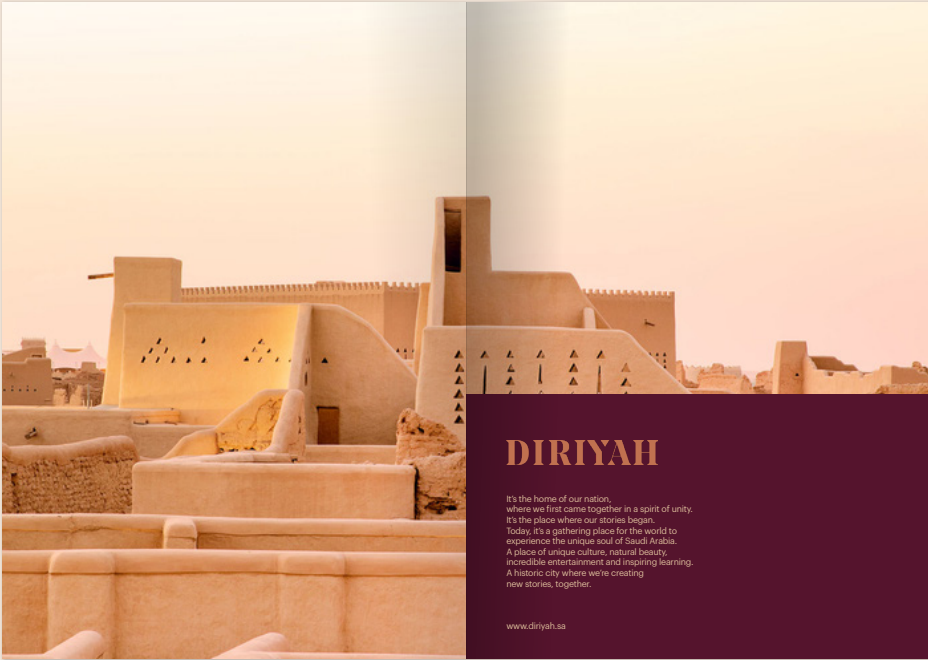 DIRIYAH
It's the home of our nation,
where we first came together in a spirit of unity.
It's the place where our stories began.
Today, it's a gathering place for the world to
experience the unique soul of Saudi Arabia.
A place of unique culture, natural beauty,
incredible entertainment and inspiring learning.
A historic city where we're creating
new stories, together.
www.diriyah.sa